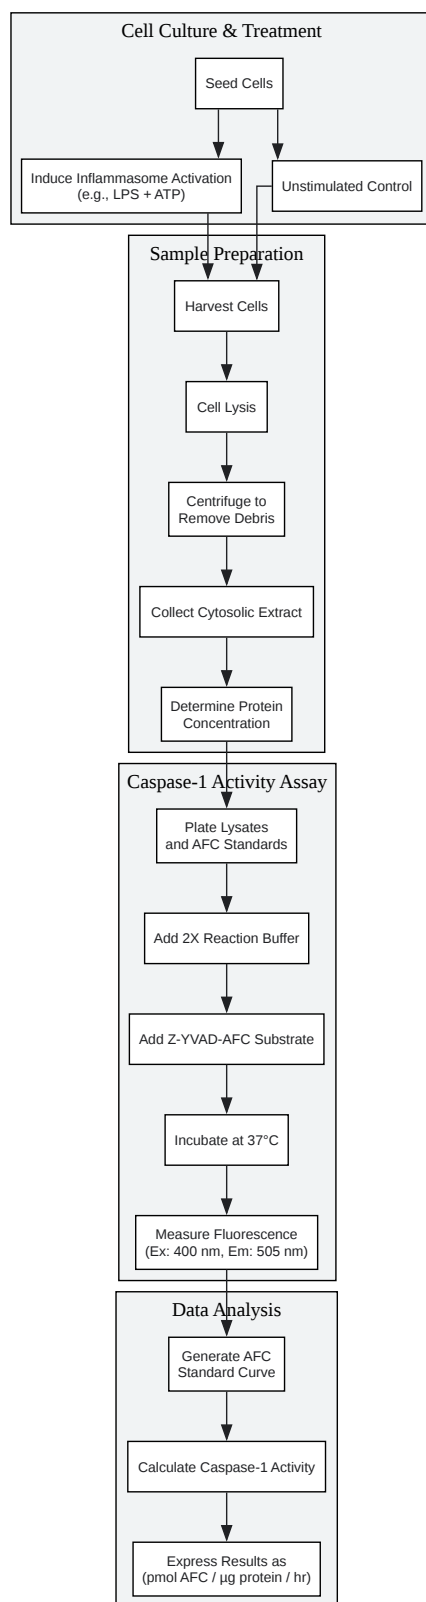 Cell Culture & Treatment
Seed Cells
Induce Inflammasome Activation
(e.g., LPS + ATP)
Unstimulated Control
Sample Preparation
Harvest Cells
Cell Lysis
Centrifuge to
Remove Debris
Collect Cytosolic Extract
Determine Protein
Concentration
Caspase-1 Activity Assay
Plate Lysates
and AFC Standards
Add 2X Reaction Buffer
Add Z-YVAD-AFC Substrate
Incubate at 37°C
Measure Fluorescence
(Ex: 400 nm, Em: 505 nm)
Data Analysis
Generate AFC
Standard Curve
Calculate Caspase-1 Activity
Express Results as
(pmol AFC / µg protein / hr)